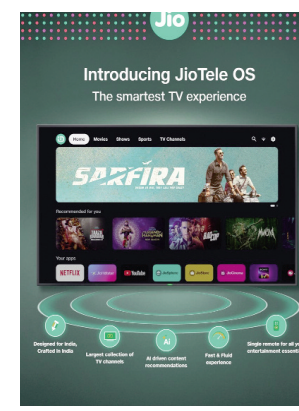 Jio
Introducing JioTele OS
The smartest TV experience
Home Movies Shows Sports TV Channels
SARFIRA
Recommended for you
Your apps
NETFLIX
YouTube
Designed for India,
Crafted in India
Largest collection of
TV channels
Ai
AI driven content
recommendations
Fast & Fluid
experience
Single remote for all
entertainment